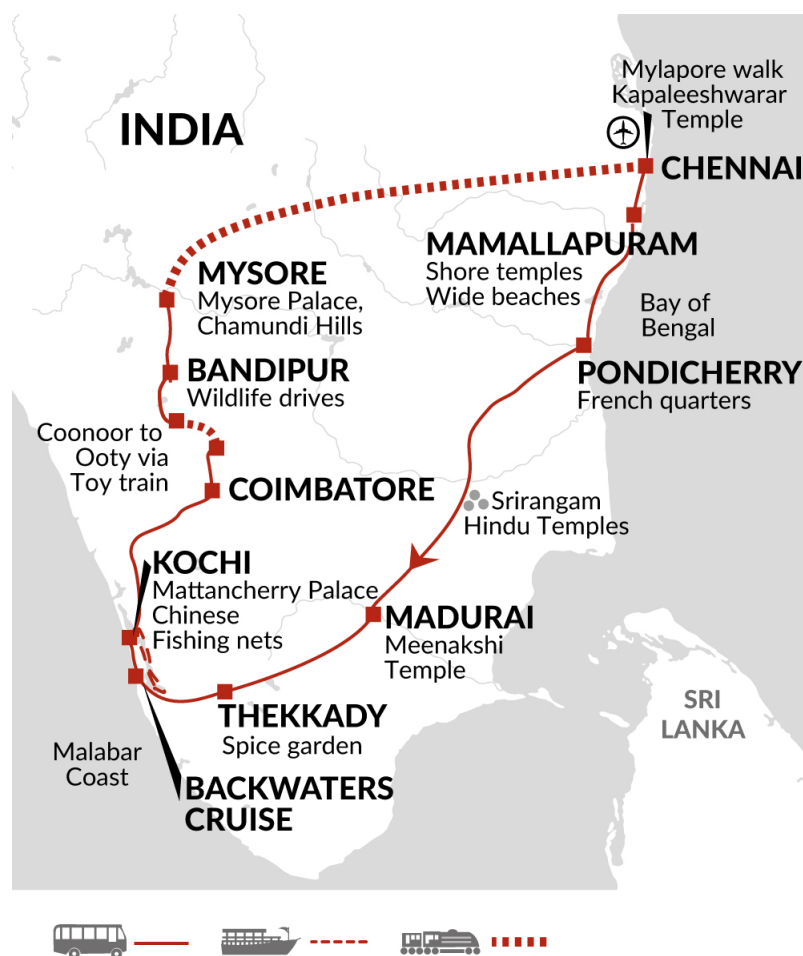 Mylapore walk
Kapaleeshwarar
Temple
INDIA
CHENNAI
MAMALLAPURAM
Shore temples
Wide beaches
MYSORE
Mysore Palace,
Chamundi Hills
Bay of
Bengal
BANDIPUR
Wildlife drives
PONDICHERRY
French quarters
Coonoor to
Ooty via
Toy train
COIMBATORE
Srirangam
Hindu Temples
KOCHI
Mattancherry Palace
Chinese
Fishing nets
MADURAI
Meenakshi
Temple
THEKKADY
Spice garden
SRI
LANKA
Malabar
Coast
BACKWATERS
CRUISE